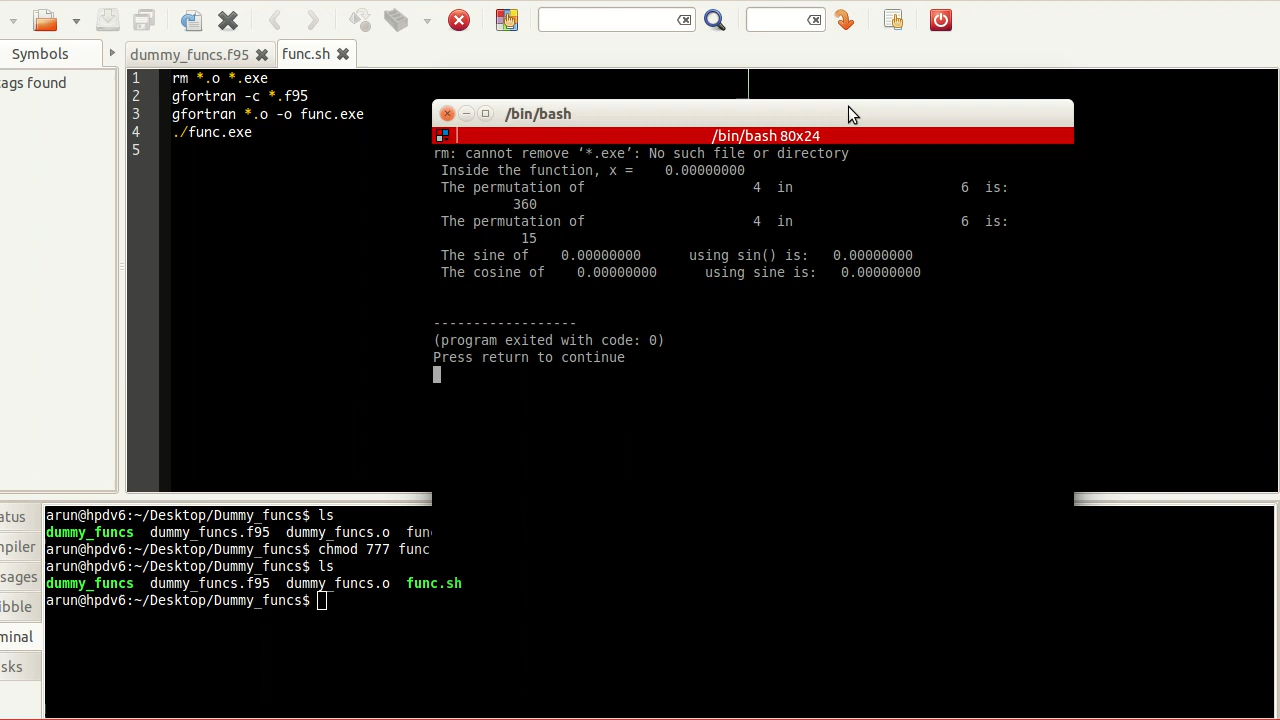 Symbols
dummy_funcs.f95
func.sh
ags found
1 rm *.o *.exe
2 gfortran -c *.f95
3 gfortran *.o -o func.exe
4 ./func.exe
5
/bin/bash
/bin/bash 80x24
rm: cannot remove ‘*.exe’: No such file or directory
Inside the function, x = 0.00000000
The permutation of 4 in 6 is:
360
The permutation of 4 in 6 is:
15
The sine of 0.00000000 using sin() is: 0.00000000
The cosine of 0.00000000 using sine is: 0.00000000
------------------
(program exited with code: 0)
Press return to continue
atus
mpiler
sages
ibble
minal
sks
arun@hpdv6:~/Desktop/Dummy_funcs$ ls
dummy_funcs dummy_funcs.f95 dummy_funcs.o func
arun@hpdv6:~/Desktop/Dummy_funcs$ chmod 777 func
arun@hpdv6:~/Desktop/Dummy_funcs$ ls
dummy_funcs dummy_funcs.f95 dummy_funcs.o func.sh
arun@hpdv6:~/Desktop/Dummy_funcs$